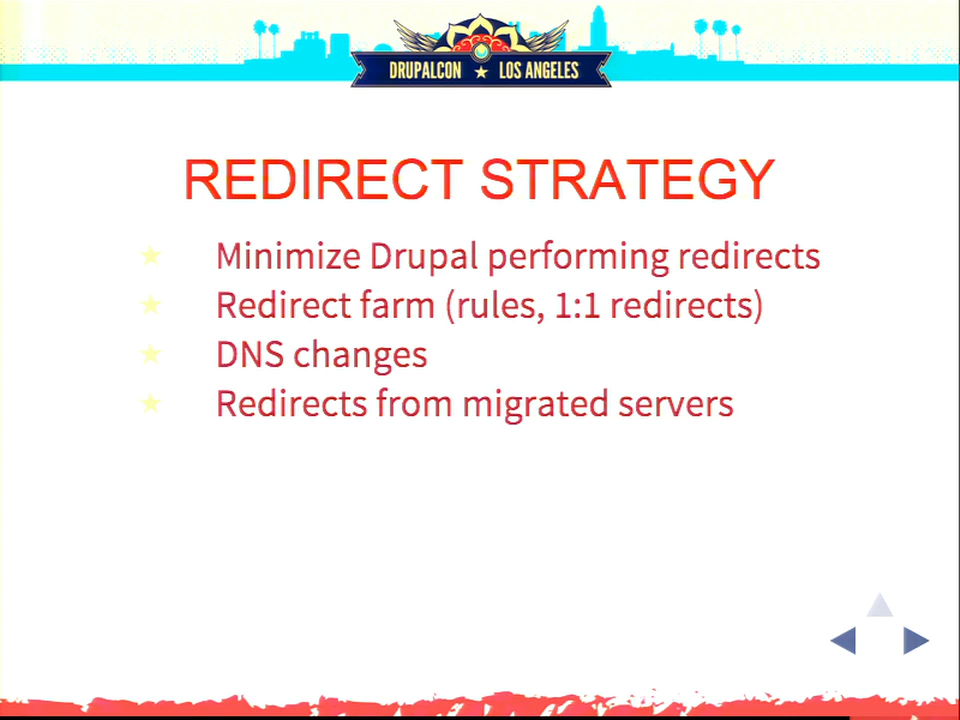 DRUPALCON ★ LOS ANGELES
REDIRECT STRATEGY
★ Minimize Drupal performing redirects
★ Redirect farm (rules, 1:1 redirects)
★ DNS changes
★ Redirects from migrated servers